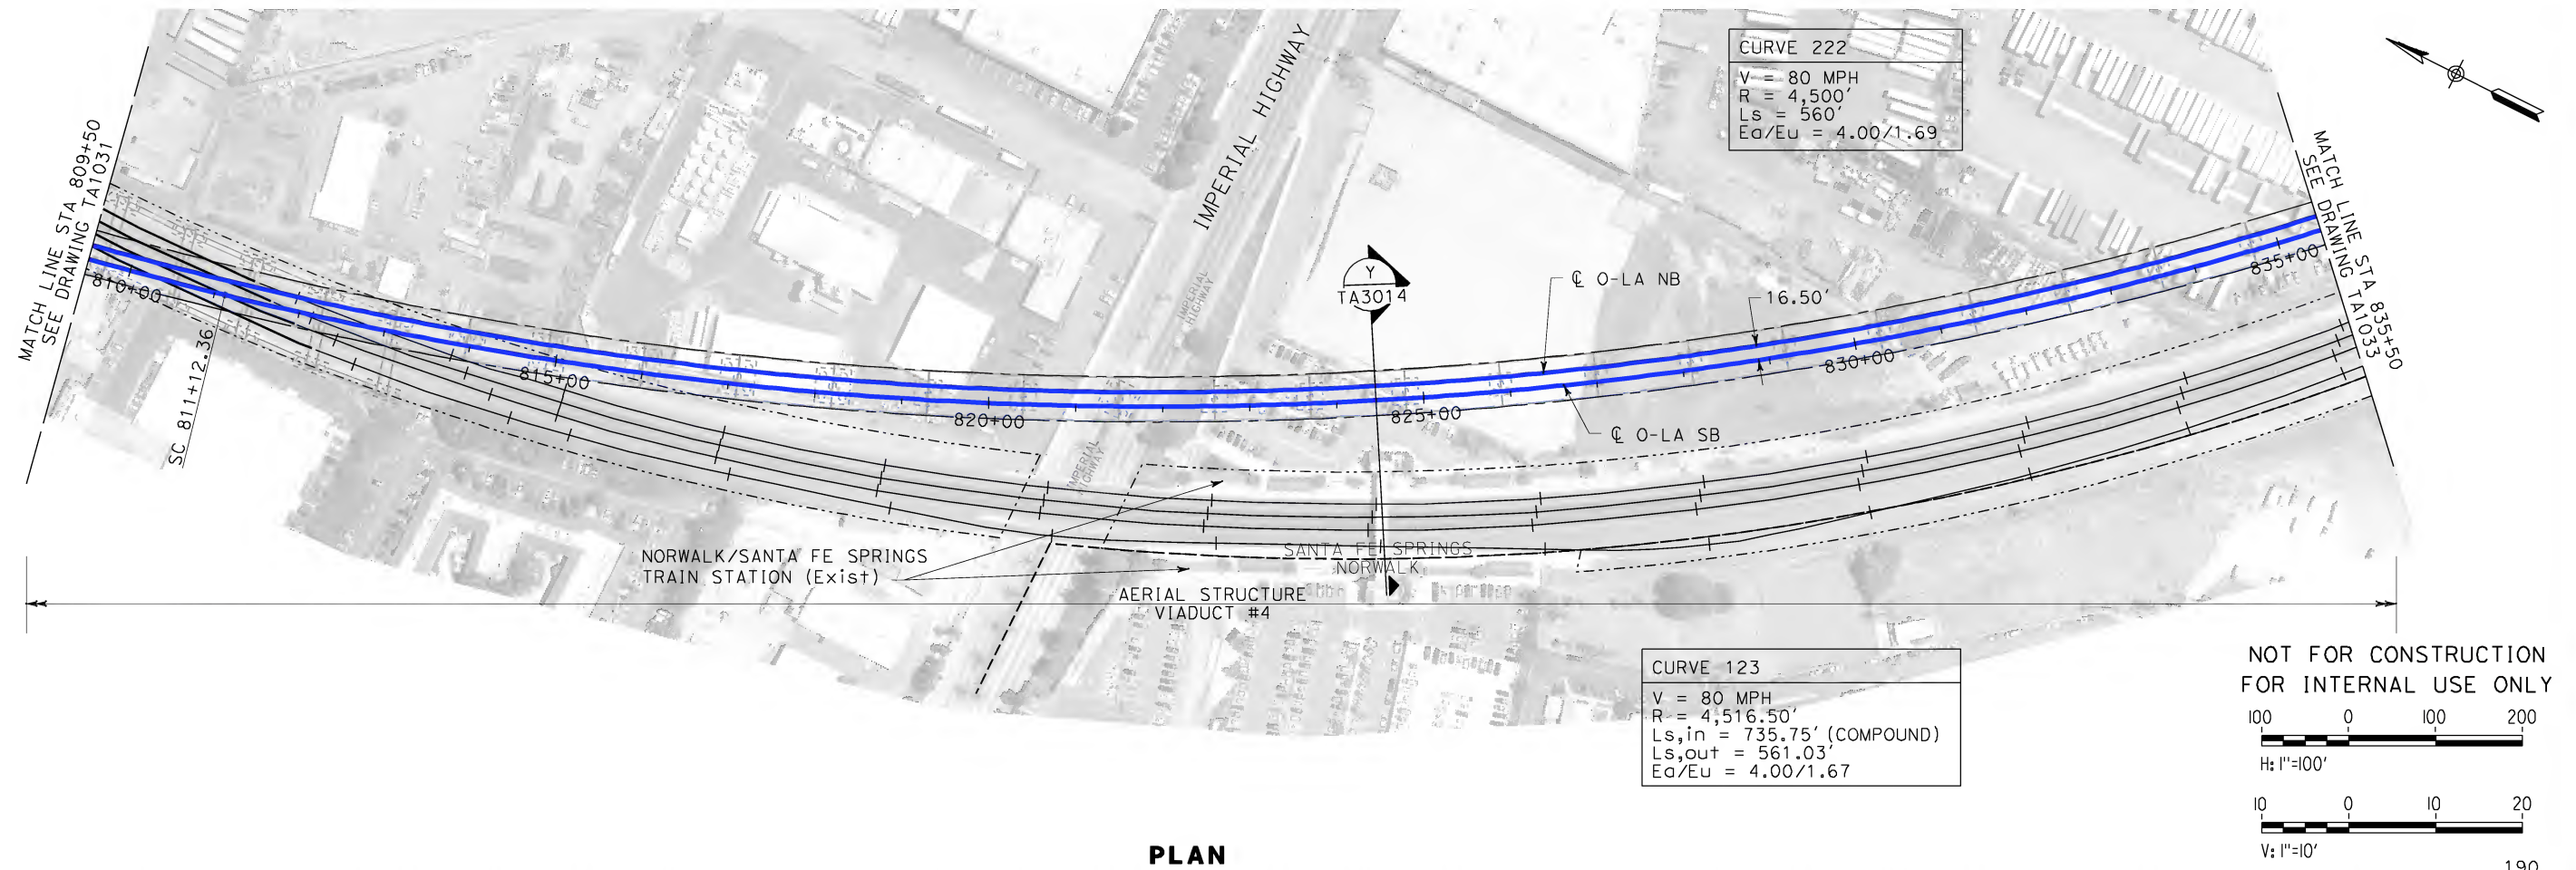 CURVE 222
V = 80 MPH
R = 4,500′
Ls = 560′
Ea/Eu = 4.00/1.69
IMPERIAL HIGHWAY
MATCH LINE STA 809+50
SEE DRAWING TA1031
MATCH LINE STA 835+50
SEE DRAWING TA1033
810+00
SC 811+12.36
815+00
820+00
825+00
830+00
835+00
IMPERIAL
HIGHWAY
Y
TA3014
℄ O-LA NB
16.50′
℄ O-LA SB
IMPERIAL
HIGHWAY
NORWALK/SANTA FE SPRINGS
TRAIN STATION (Exist)
SANTA FE SPRINGS
NORWALK
AERIAL STRUCTURE
VIADUCT #4
CURVE 123
V = 80 MPH
R = 4,516.50′
Ls,in = 735.75′ (COMPOUND)
Ls,out = 561.03′
Ea/Eu = 4.00/1.67
NOT FOR CONSTRUCTION
FOR INTERNAL USE ONLY
100 0 100 200
H: 1"=100′
10 0 10 20
V: 1"=10′
190
PLAN